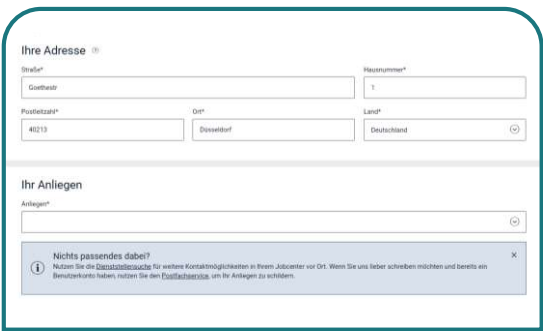 Ihre Adresse
Straße* Hausnummer*
Goethestr 1
Postleitzahl* Ort* Land*
40213 Düsseldorf Deutschland
Ihr Anliegen
Anliegen*
Nichts passendes dabei?
Nutzen Sie die Dienststellensuche für weitere Kontaktmöglichkeiten in Ihrem Jobcenter vor Ort. Wenn Sie uns lieber schreiben möchten und bereits ein
Benutzerkonto haben, nutzen Sie den Postfachservice, um Ihr Anliegen zu schildern.